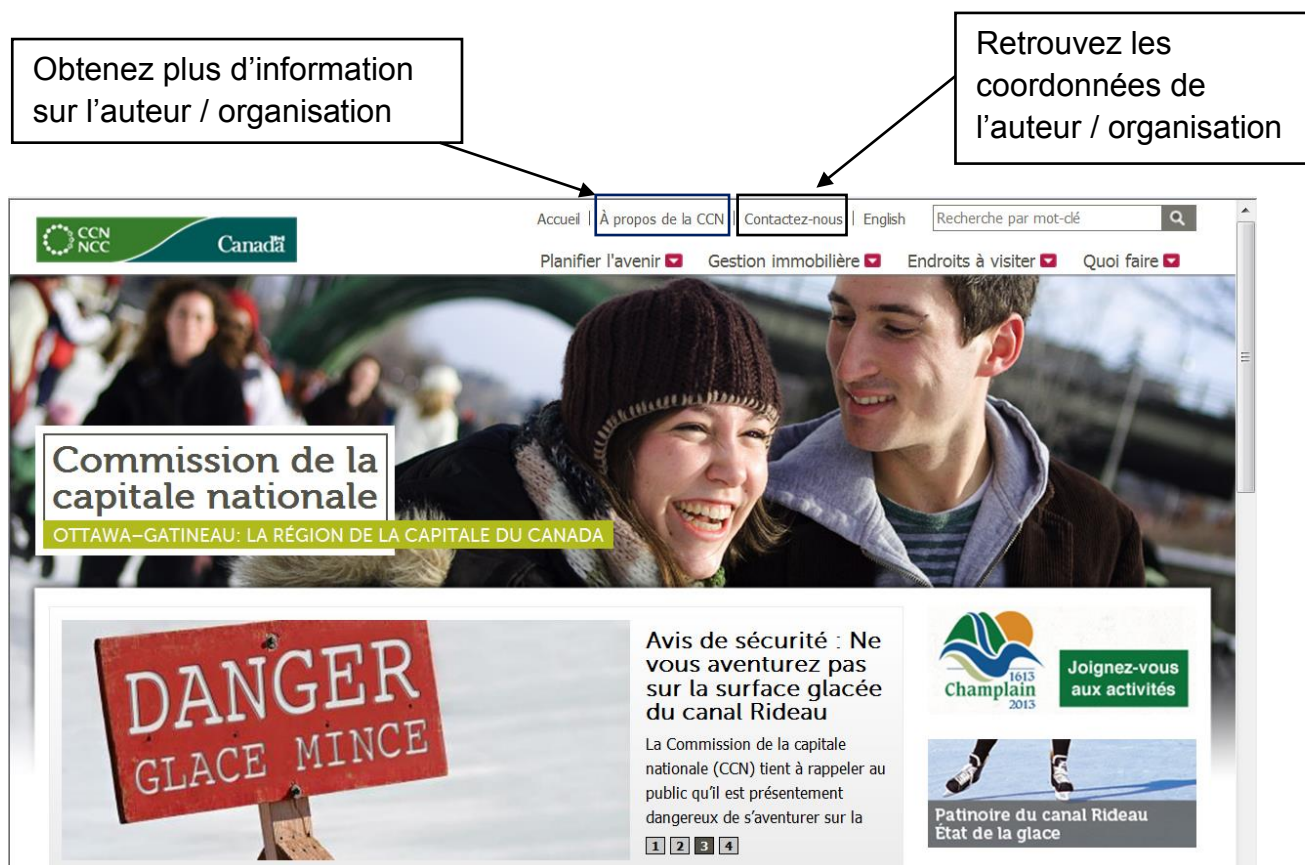 Obtenez plus d’information
sur l’auteur / organisation
Retrouvez les
coordonnées de
l’auteur / organisation
CCN
NCC
Canada
Accueil | À propos de la CCN | Contactez-nous | English
Recherche par mot-clé
Planifier l'avenir
Gestion immobilière
Endroits à visiter
Quoi faire
Commission de la
capitale nationale
OTTAWA–GATINEAU: LA RÉGION DE LA CAPITALE DU CANADA
DANGER
GLACE MINCE
Avis de sécurité : Ne
vous aventurez pas
sur la surface glacée
du canal Rideau
La Commission de la capitale
nationale (CCN) tient à rappeler au
public qu’il est présentement
dangereux de s’aventurer sur la
1 2 3 4
1613
Champlain
2013
Joignez-vous
aux activités
Patinoire du canal Rideau
État de la glace